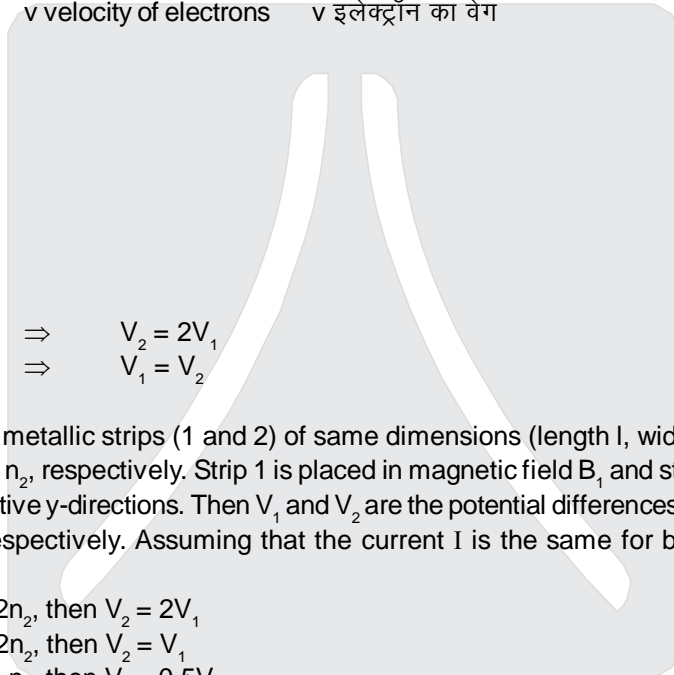 v velocity of electrons v इलेक्ट्रॉन का वेग
⇒ V₂ = 2V₁
⇒ V₁ = V₂
metallic strips (1 and 2) of same dimensions (length l, wid
n₂, respectively. Strip 1 is placed in magnetic field B₁ and st
tive y-directions. Then V₁ and V₂ are the potential differences
espectively. Assuming that the current I is the same for b
2n₂, then V₂ = 2V₁
2n₂, then V₂ = V₁
then